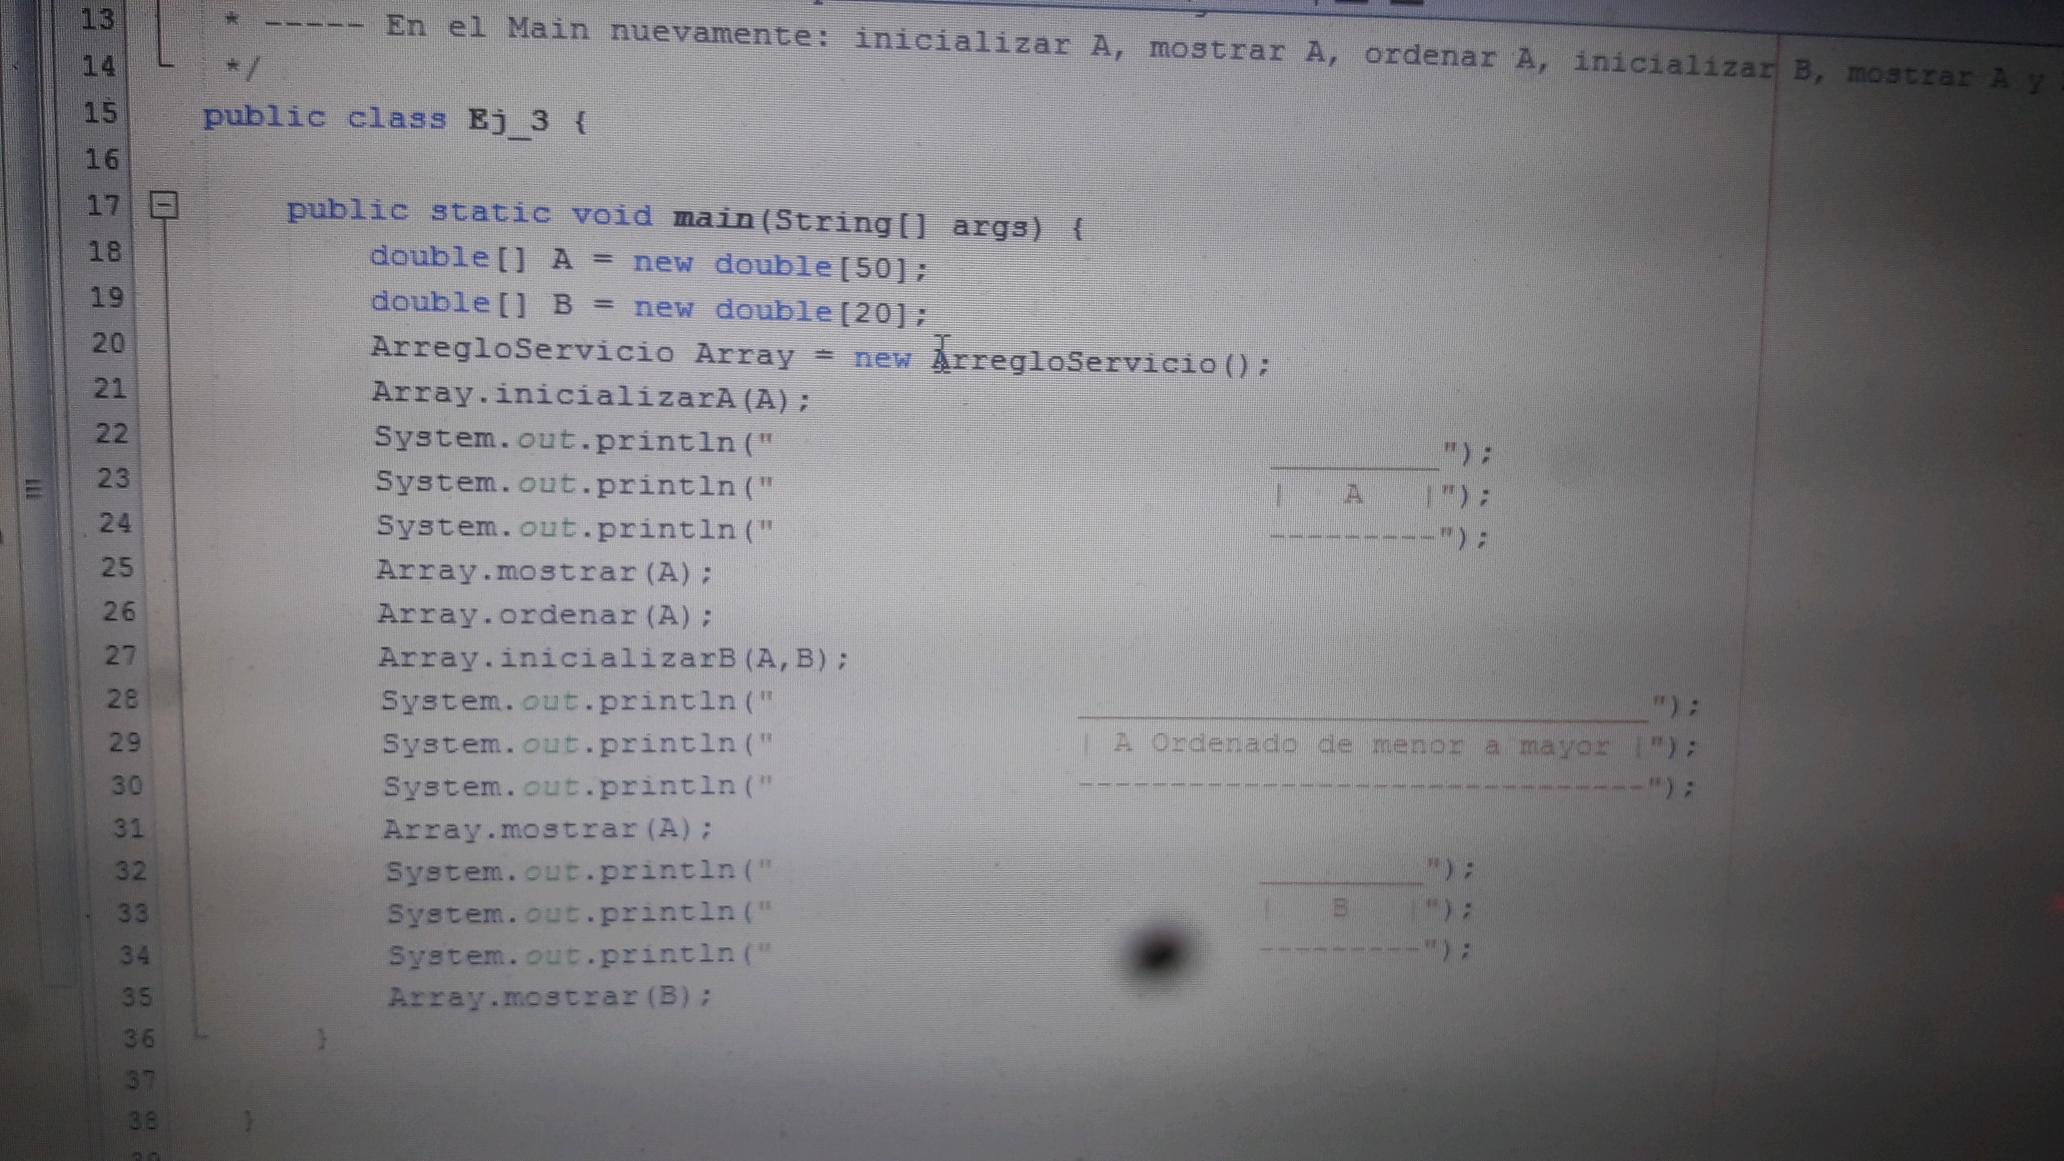 13 * ----- En el Main nuevamente: inicializar A, mostrar A, ordenar A, inicializar B, mostrar A y
14 */
15 public class Ej_3 {
16
17 public static void main(String[] args) {
18 double[] A = new double[50];
19 double[] B = new double[20];
20 ArregloServicio Array = new ArregloServicio();
21 Array.inicializarA(A);
22 System.out.println(" _________");
23 System.out.println(" |   A   |");
24 System.out.println(" ---------");
25 Array.mostrar(A);
26 Array.ordenar(A);
27 Array.inicializarB(A,B);
28 System.out.println(" ______________________________");
29 System.out.println(" | A Ordenado de menor a mayor |");
30 System.out.println(" ------------------------------");
31 Array.mostrar(A);
32 System.out.println(" _________");
33 System.out.println(" |   B   |");
34 System.out.println(" ---------");
35 Array.mostrar(B);
36 }
37
38 }